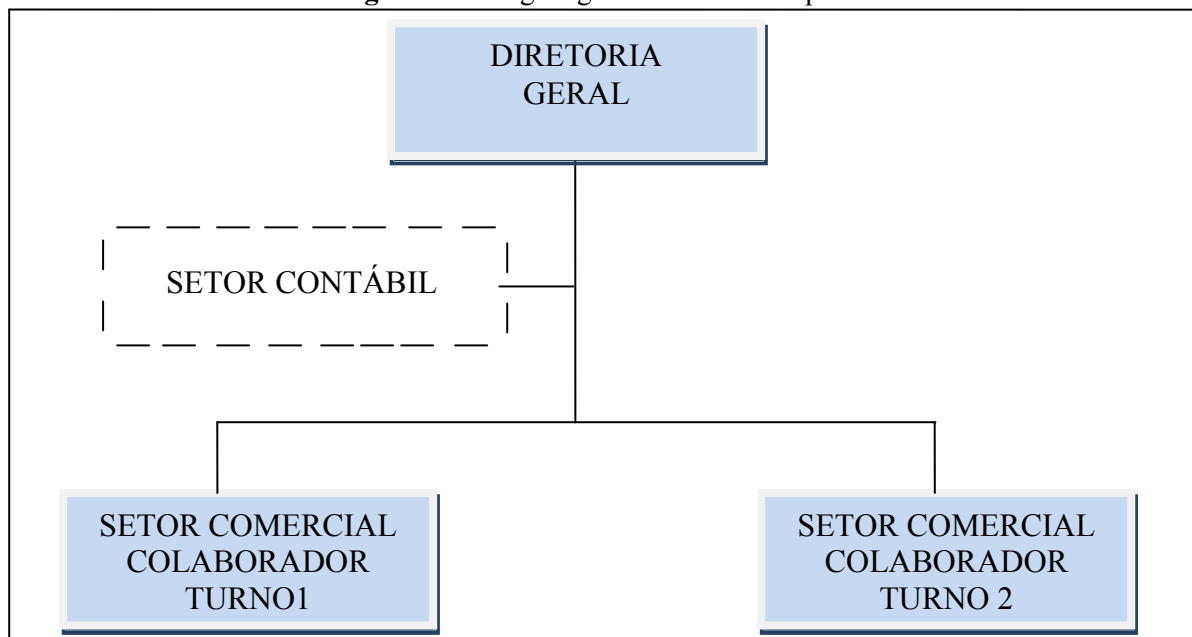 DIRETORIA
GERAL
SETOR CONTÁBIL
SETOR COMERCIAL
COLABORADOR
TURNO1
SETOR COMERCIAL
COLABORADOR
TURNO 2